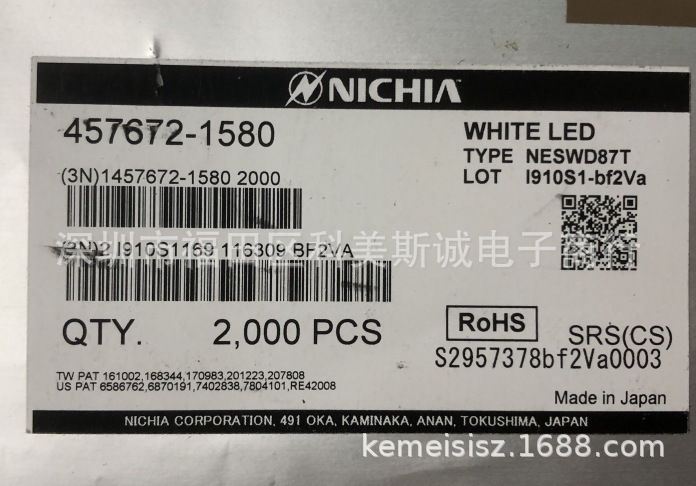 NICHIA
457672-1580
(3N)1457672-1580 2000
(3N)2 I910S1169 116309 BF2VA
QTY. 2,000 PCS
WHITE LED
TYPE NESWD87T
LOT I910S1-bf2Va
RoHS
SRS(CS)
S2957378bf2Va0003
TW PAT 161002,168344,170983,201223,207808
US PAT 6586762,6870191,7402838,7804101,RE42008
Made in Japan
NICHIA CORPORATION, 491 OKA, KAMINAKA, ANAN, TOKUSHIMA, JAPAN
深圳市福田区科美斯诚电子商行
kemeisisz.1688.com